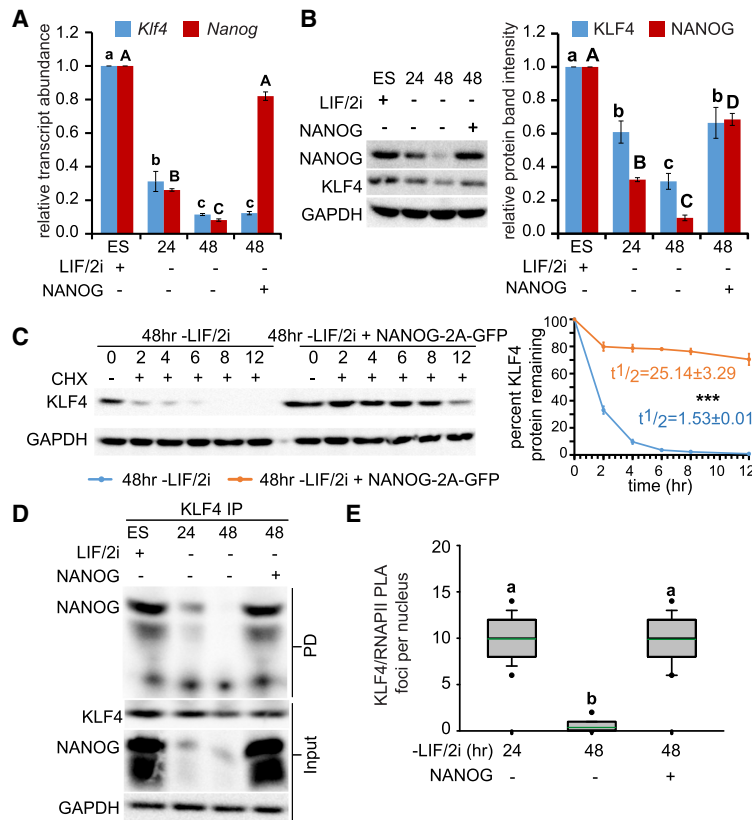 A
Klf4 Nanog
relative transcript abundance
1.2
1.0
0.8
0.6
0.4
0.2
0.0
a A
b B
c C
c A
ES 24 48 48
LIF/2i + - - -
NANOG - - - +
B
ES 24 48 48
LIF/2i + - - -
NANOG - - - +
NANOG
KLF4
GAPDH
KLF4 NANOG
relative protein band intensity
1.2
1.0
0.8
0.6
0.4
0.2
0.0
a A
b B
c C
b D
ES 24 48 48
LIF/2i + - - -
NANOG - - - +
C
48hr -LIF/2i 48hr -LIF/2i + NANOG-2A-GFP
0 2 4 6 8 12 0 2 4 6 8 12
CHX - + + + + + - + + + + +
KLF4
GAPDH
48hr -LIF/2i 48hr -LIF/2i + NANOG-2A-GFP
percent KLF4
protein remaining
100
80
60
40
20
0
t1/2=25.14±3.29
***
t1/2=1.53±0.01
0 2 4 6 8 12
time (hr)
D
KLF4 IP
ES 24 48 48
LIF/2i + - - -
NANOG - - - +
NANOG
PD
KLF4
NANOG
Input
GAPDH
E
KLF4/RNAPII PLA
foci per nucleus
20
15
10
5
0
a
b
a
-LIF/2i (hr) 24 48 48
NANOG - - +